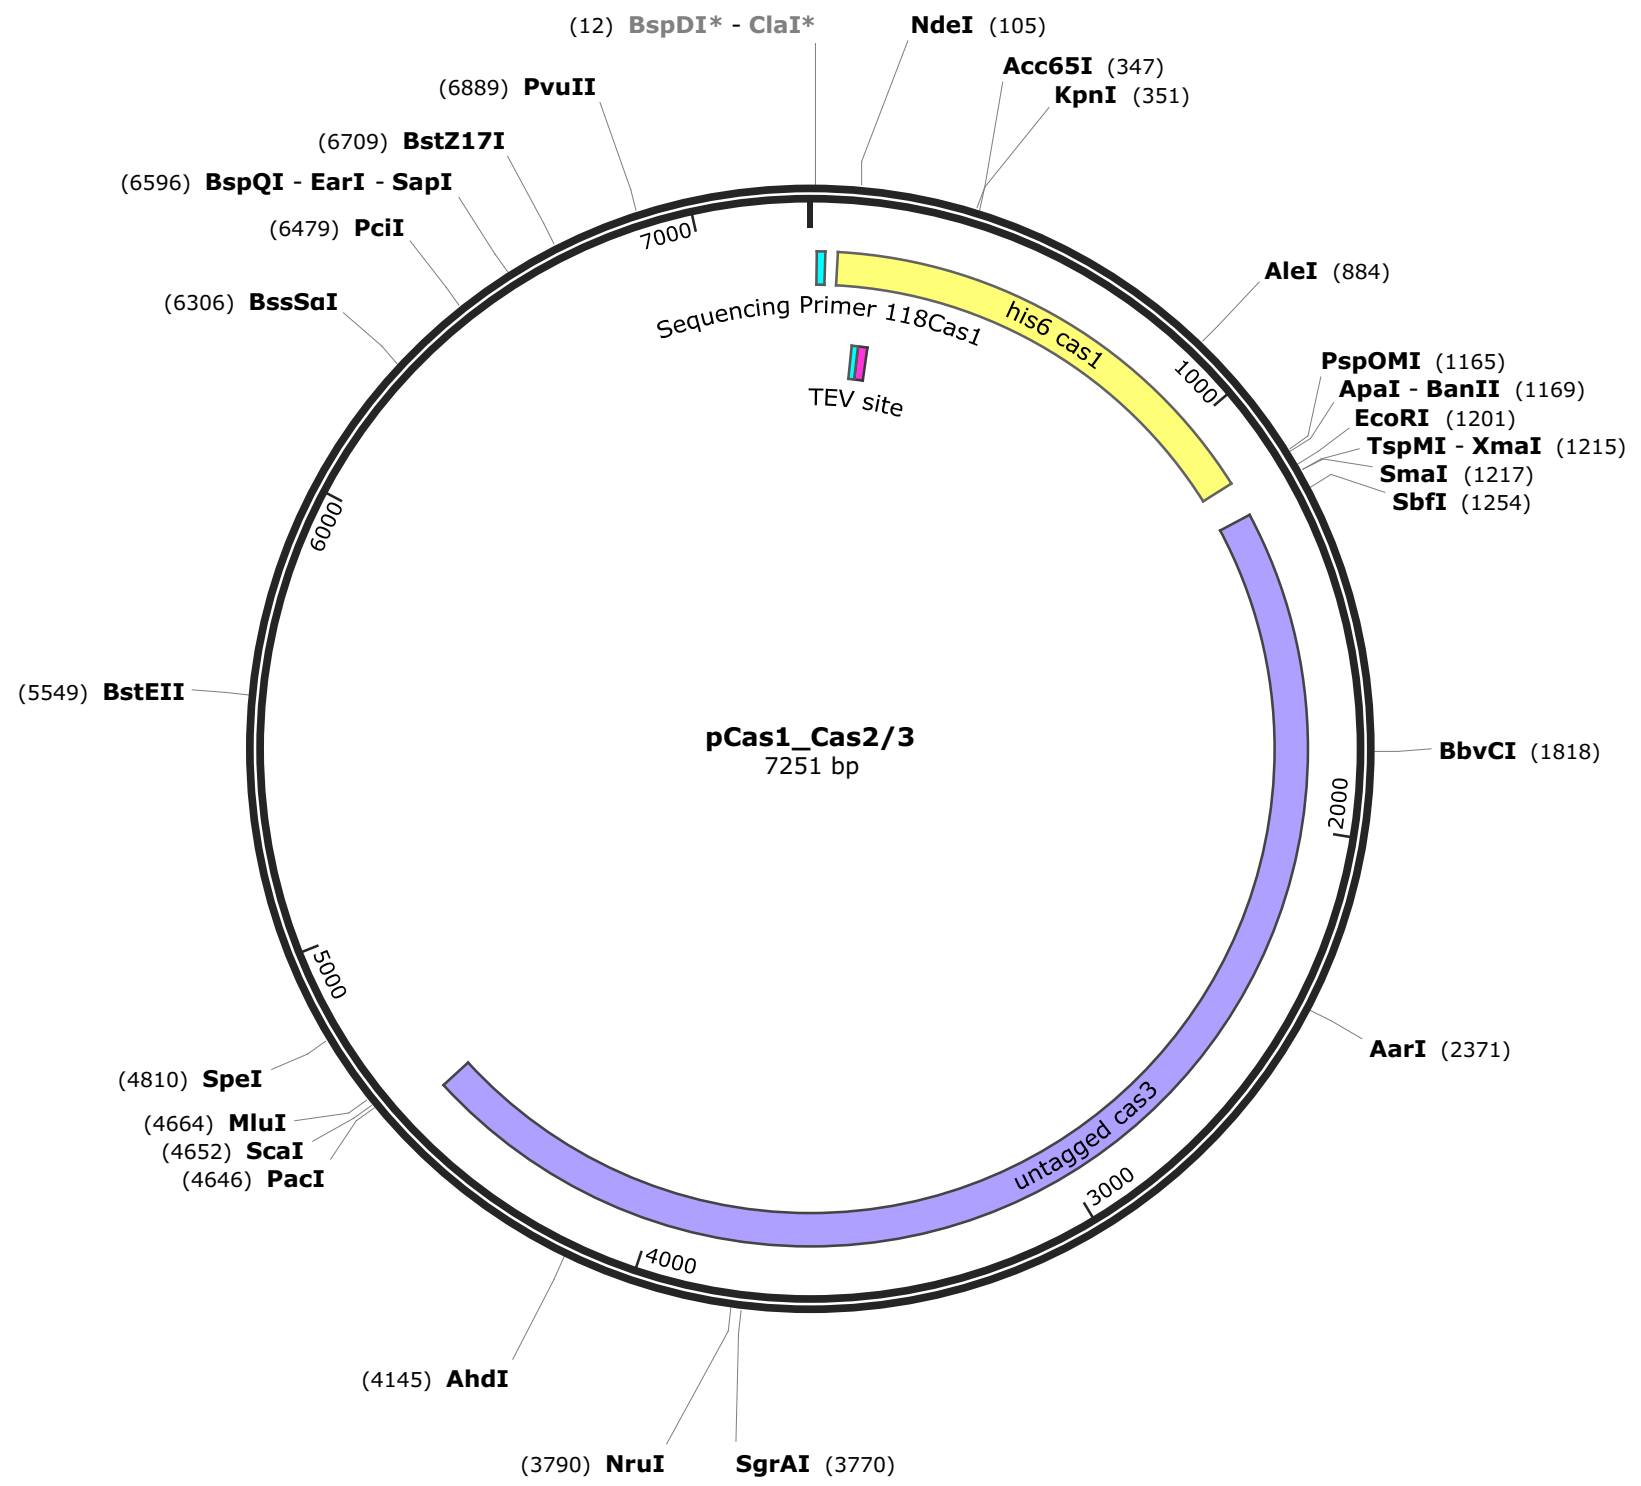 (12) BspDI* - ClaI*
NdeI (105)
Acc65I (347)
KpnI (351)
AleI (884)
PspOMI (1165)
ApaI - BanII (1169)
EcoRI (1201)
TspMI - XmaI (1215)
SmaI (1217)
SbfI (1254)
BbvCI (1818)
AarI (2371)
SgrAI (3770)
(3790) NruI
(4145) AhdI
(4646) PacI
(4652) ScaI
(4664) MluI
(4810) SpeI
(5549) BstEII
(6306) BssSαI
(6479) PciI
(6596) BspQI - EarI - SapI
(6709) BstZ17I
(6889) PvuII
1000
2000
3000
4000
5000
6000
7000
Sequencing Primer 118Cas1
his6 cas1
TEV site
untagged cas3
pCas1_Cas2/3
7251 bp